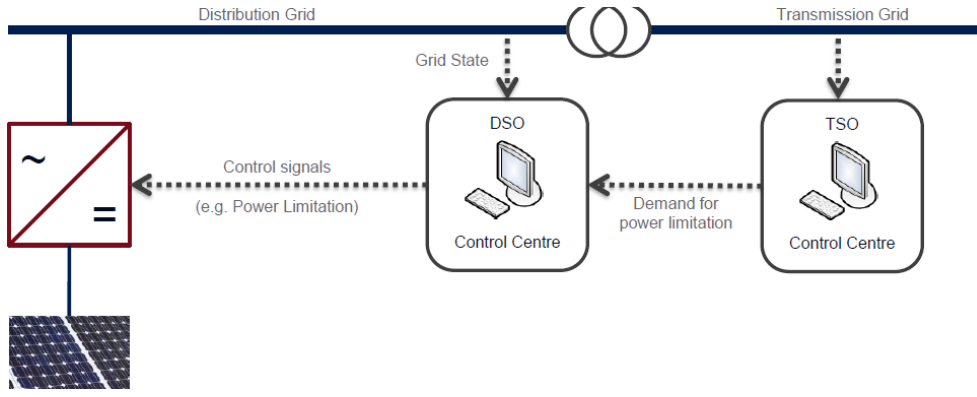 Distribution Grid
Transmission Grid
Grid State
DSO
TSO
~
=
Control signals
(e.g. Power Limitation)
Demand for
power limitation
Control Centre
Control Centre